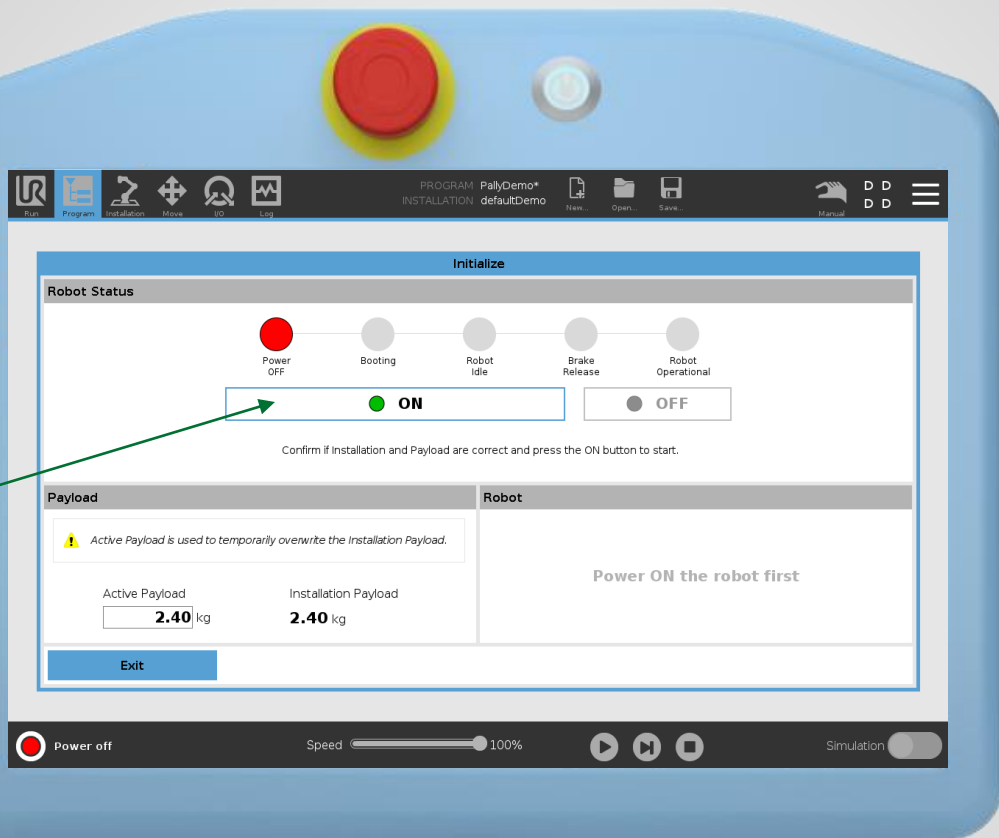 PROGRAM PallyDemo*
INSTALLATION defaultDemo
Run
Program
Installation
Move
I/O
Log
New...
Open...
Save...
Manual
D D
D D
Initialize
Robot Status
Power
OFF
Booting
Robot
Idle
Brake
Release
Robot
Operational
ON
OFF
Confirm if Installation and Payload are correct and press the ON button to start.
Payload
Robot
Active Payload is used to temporarily overwrite the Installation Payload.
Power ON the robot first
Active Payload
Installation Payload
2.40 kg
2.40 kg
Exit
Power off
Speed
100%
Simulation